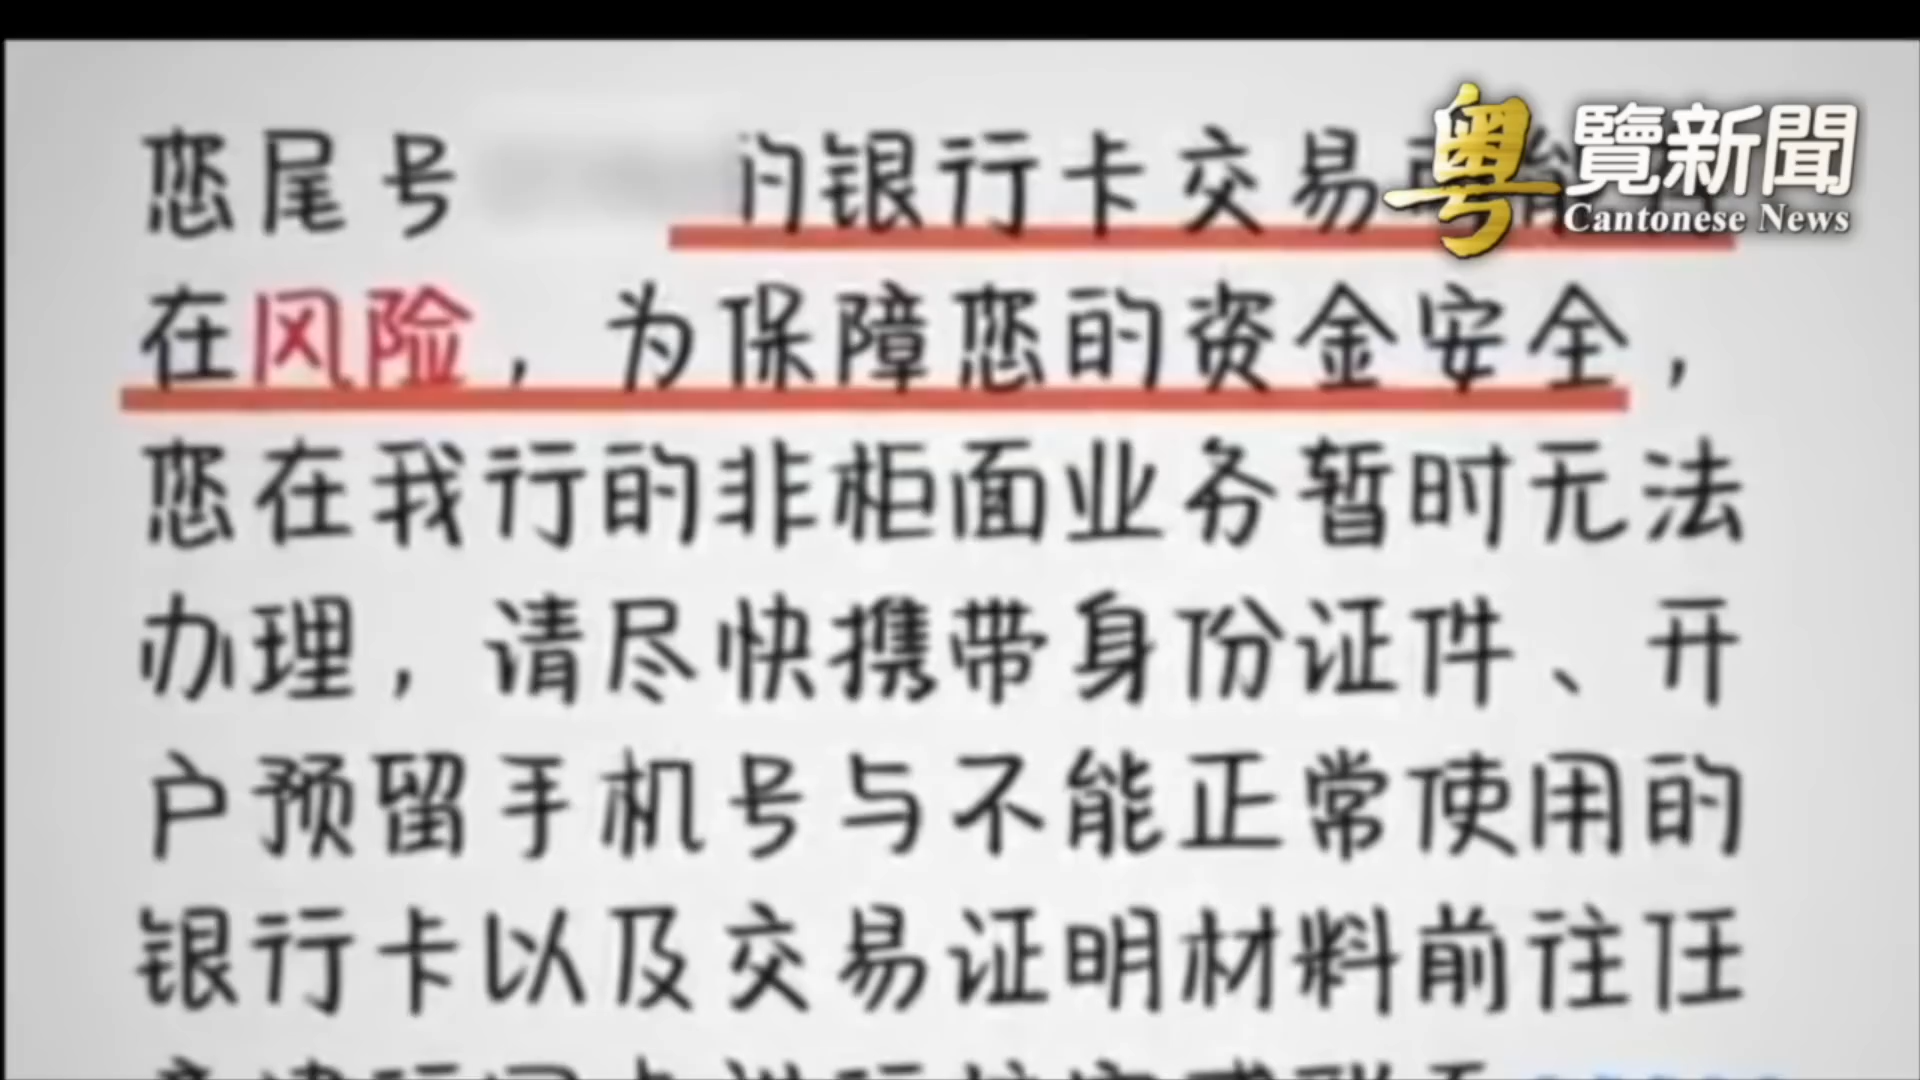 您尾号 的银行卡交易
粤覽新聞
Cantonese News
在风险，为保障您的资金安全，
您在我行的非柜面业务暂时无法
办理，请尽快携带身份证件、开
户预留手机号与不能正常使用的
银行卡以及交易证明材料前往任